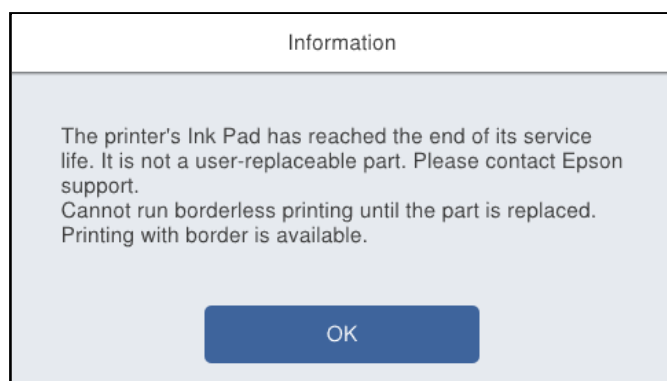 Information
The printer's Ink Pad has reached the end of its service
life. It is not a user-replaceable part. Please contact Epson
support.
Cannot run borderless printing until the part is replaced.
Printing with border is available.
OK